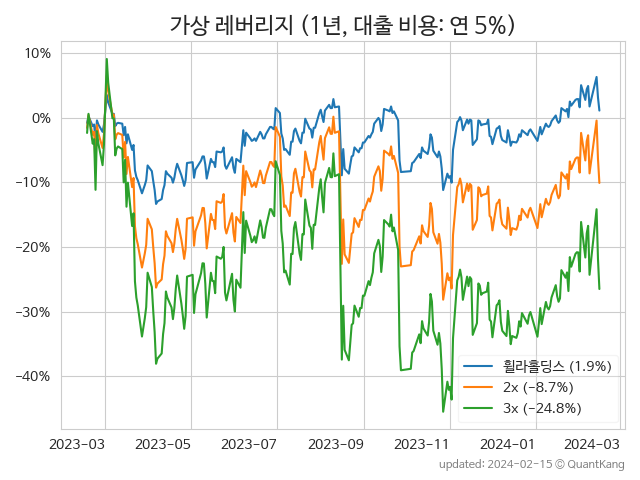 가상 레버리지 (1년, 대출 비용: 연 5%)
10%
0%
−10%
−20%
−30%
−40%
휠라홀딩스 (1.9%)
2x (−8.7%)
3x (−24.8%)
2023-03 2023-05 2023-07 2023-09 2023-11 2024-01 2024-03
updated: 2024-02-15 © QuantKang